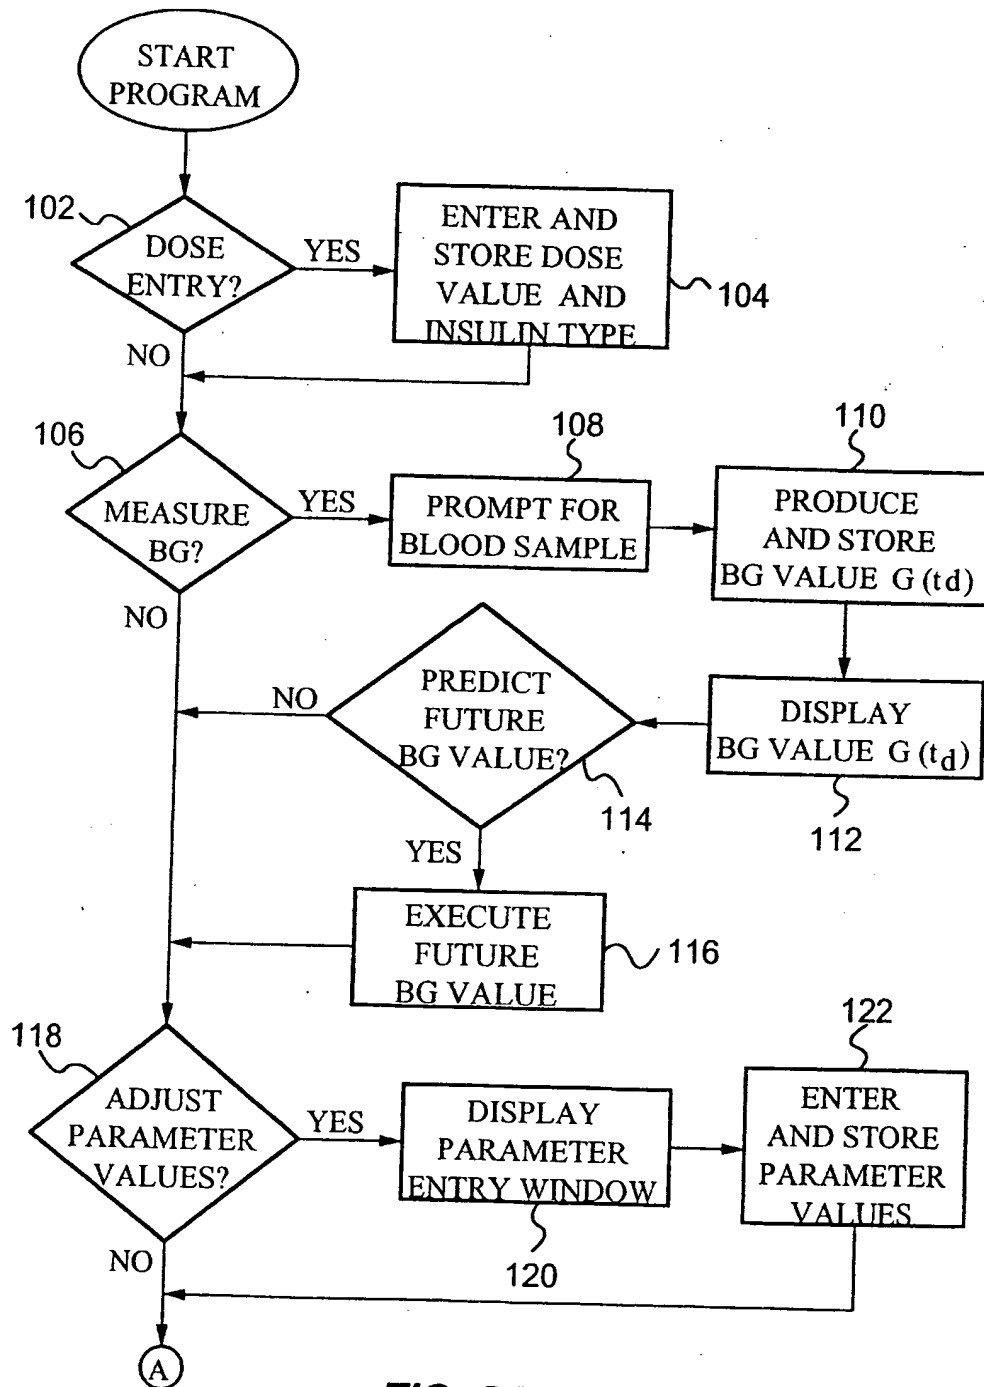 START
PROGRAM
102
DOSE
ENTRY?
YES
ENTER AND
STORE DOSE
VALUE AND
INSULIN TYPE
104
NO
106
MEASURE
BG?
YES
108
PROMPT FOR
BLOOD SAMPLE
110
PRODUCE
AND STORE
BG VALUE G (td)
NO
PREDICT
FUTURE
BG VALUE?
NO
114
DISPLAY
BG VALUE G (td)
112
YES
EXECUTE
FUTURE
BG VALUE
116
118
ADJUST
PARAMETER
VALUES?
YES
DISPLAY
PARAMETER
ENTRY WINDOW
120
122
ENTER
AND STORE
PARAMETER
VALUES
NO
A